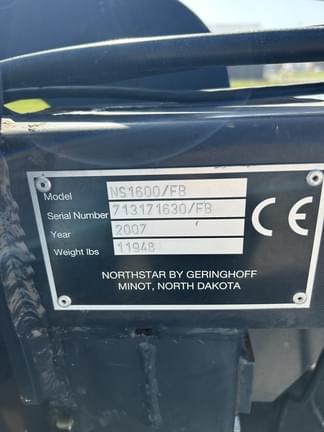 Model NS1600/FB
Serial Number 713171630/FB
Year 2007
Weight lbs 11948
CE
NORTHSTAR BY GERINGHOFF
MINOT, NORTH DAKOTA